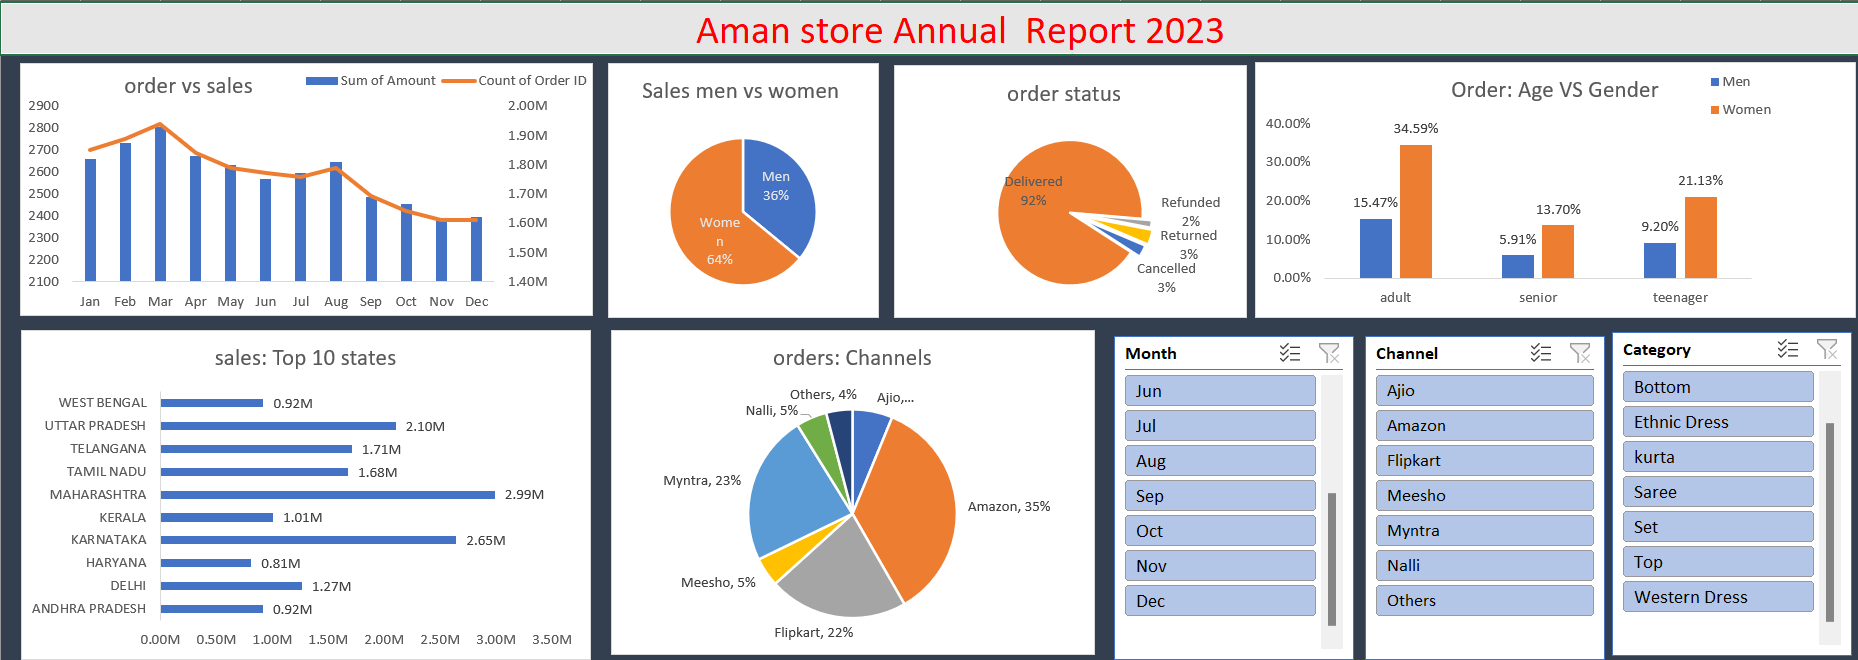 Aman store Annual  Report 2023
order vs sales
Sum of Amount
Count of Order ID
2900
2800
2700
2600
2500
2400
2300
2200
2100
2.00M
1.90M
1.80M
1.70M
1.60M
1.50M
1.40M
Jan Feb Mar Apr May Jun Jul Aug Sep Oct Nov Dec
Sales men vs women
Men
36%
Wome
n
64%
order status
Delivered
92%
Refunded
2%
Returned
3%
Cancelled
3%
Order: Age VS Gender
Men
Women
40.00%
30.00%
20.00%
10.00%
0.00%
15.47%
34.59%
5.91%
13.70%
9.20%
21.13%
adult senior teenager
sales: Top 10 states
WEST BENGAL 0.92M
UTTAR PRADESH 2.10M
TELANGANA 1.71M
TAMIL NADU 1.68M
MAHARASHTRA 2.99M
KERALA 1.01M
KARNATAKA 2.65M
HARYANA 0.81M
DELHI 1.27M
ANDHRA PRADESH 0.92M
0.00M 0.50M 1.00M 1.50M 2.00M 2.50M 3.00M 3.50M
orders: Channels
Others, 4%
Ajio,...
Nalli, 5%
Myntra, 23%
Amazon, 35%
Meesho, 5%
Flipkart, 22%
Month
Jun
Jul
Aug
Sep
Oct
Nov
Dec
Channel
Ajio
Amazon
Flipkart
Meesho
Myntra
Nalli
Others
Category
Bottom
Ethnic Dress
kurta
Saree
Set
Top
Western Dress